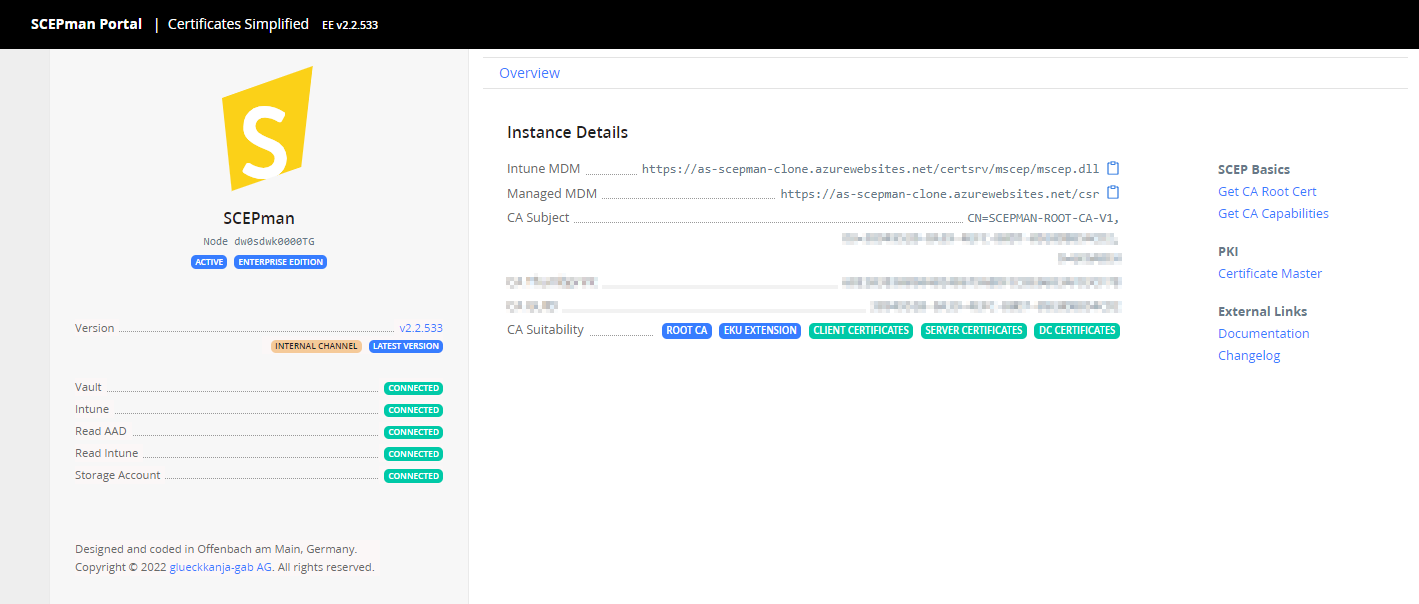 SCEPman Portal | Certificates Simplified EE v2.2.533
S
SCEPman
Node dw0sdwk0000TG
ACTIVE ENTERPRISE EDITION
Version v2.2.533
INTERNAL CHANNEL LATEST VERSION
Vault CONNECTED
Intune CONNECTED
Read AAD CONNECTED
Read Intune CONNECTED
Storage Account CONNECTED
Designed and coded in Offenbach am Main, Germany.
Copyright © 2022 glueckkanja-gab AG. All rights reserved.
Overview
Instance Details
Intune MDM https://as-scepman-clone.azurewebsites.net/certsrv/mscep/mscep.dll
Managed MDM https://as-scepman-clone.azurewebsites.net/csr
CA Subject CN=SCEPMAN-ROOT-CA-V1,
CA Suitability ROOT CA EKU EXTENSION CLIENT CERTIFICATES SERVER CERTIFICATES DC CERTIFICATES
SCEP Basics
Get CA Root Cert
Get CA Capabilities
PKI
Certificate Master
External Links
Documentation
Changelog